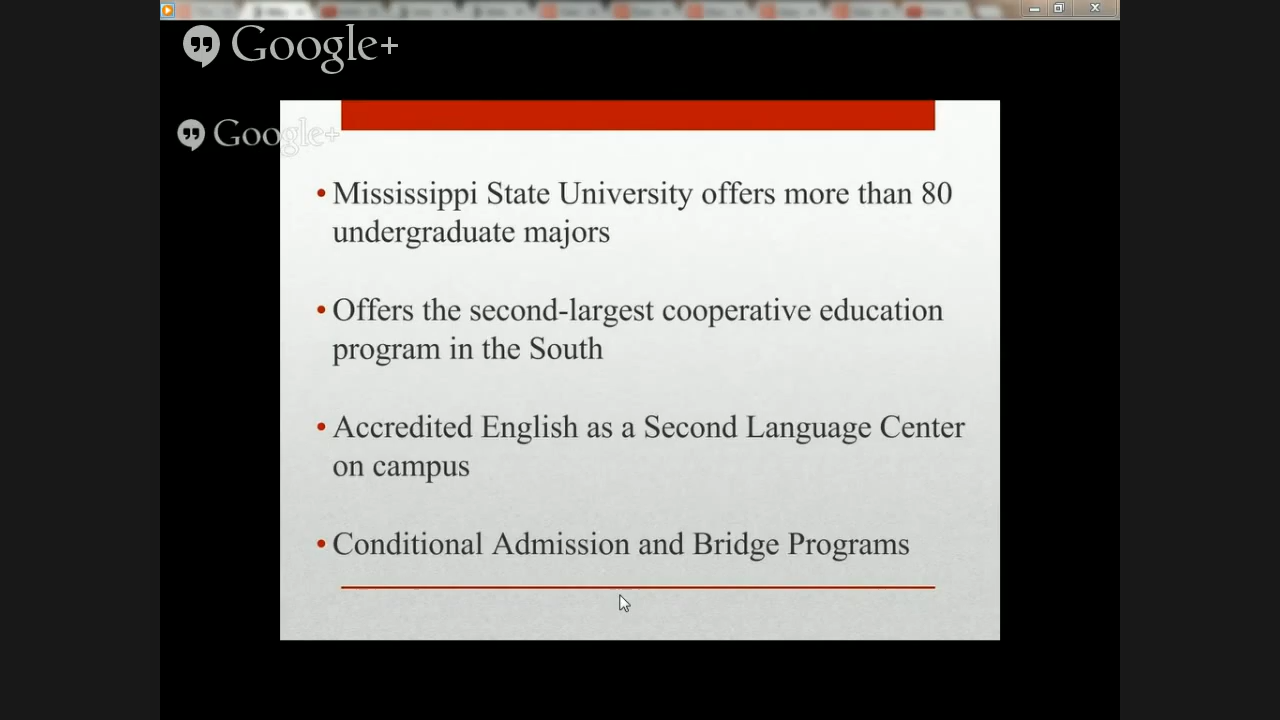 Google+
Google+
•Mississippi State University offers more than 80
undergraduate majors
•Offers the second-largest cooperative education
program in the South
•Accredited English as a Second Language Center
on campus
•Conditional Admission and Bridge Programs